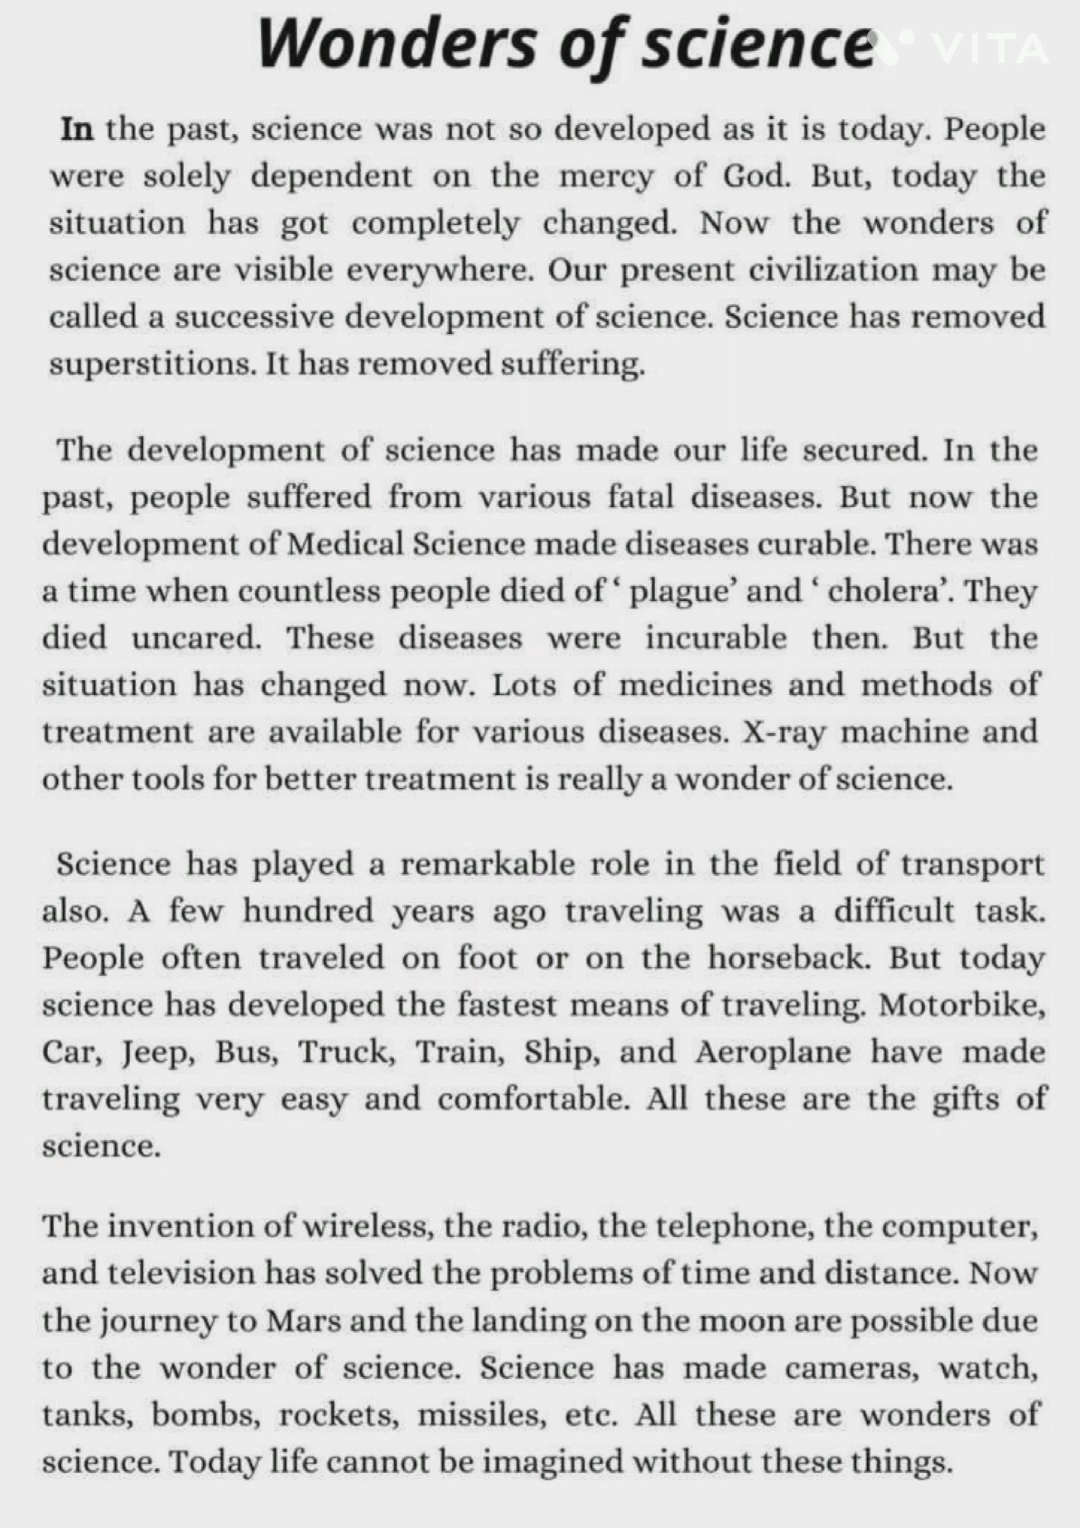 Wonders of science
VITA
In the past, science was not so developed as it is today. People
were solely dependent on the mercy of God. But, today the
situation has got completely changed. Now the wonders of
science are visible everywhere. Our present civilization may be
called a successive development of science. Science has removed
superstitions. It has removed suffering.
The development of science has made our life secured. In the
past, people suffered from various fatal diseases. But now the
development of Medical Science made diseases curable. There was
a time when countless people died of ‘ plague’ and ‘ cholera’. They
died uncared. These diseases were incurable then. But the
situation has changed now. Lots of medicines and methods of
treatment are available for various diseases. X-ray machine and
other tools for better treatment is really a wonder of science.
Science has played a remarkable role in the field of transport
also. A few hundred years ago traveling was a difficult task.
People often traveled on foot or on the horseback. But today
science has developed the fastest means of traveling. Motorbike,
Car, Jeep, Bus, Truck, Train, Ship, and Aeroplane have made
traveling very easy and comfortable. All these are the gifts of
science.
The invention of wireless, the radio, the telephone, the computer,
and television has solved the problems of time and distance. Now
the journey to Mars and the landing on the moon are possible due
to the wonder of science. Science has made cameras, watch,
tanks, bombs, rockets, missiles, etc. All these are wonders of
science. Today life cannot be imagined without these things.